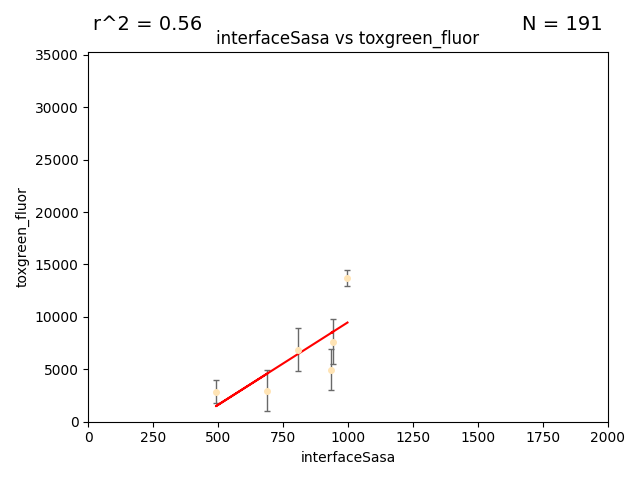 r^2 = 0.56
N = 191
interfaceSasa vs toxgreen_fluor
35000
30000
25000
20000
15000
10000
5000
0
toxgreen_fluor
0 250 500 750 1000 1250 1500 1750 2000
interfaceSasa